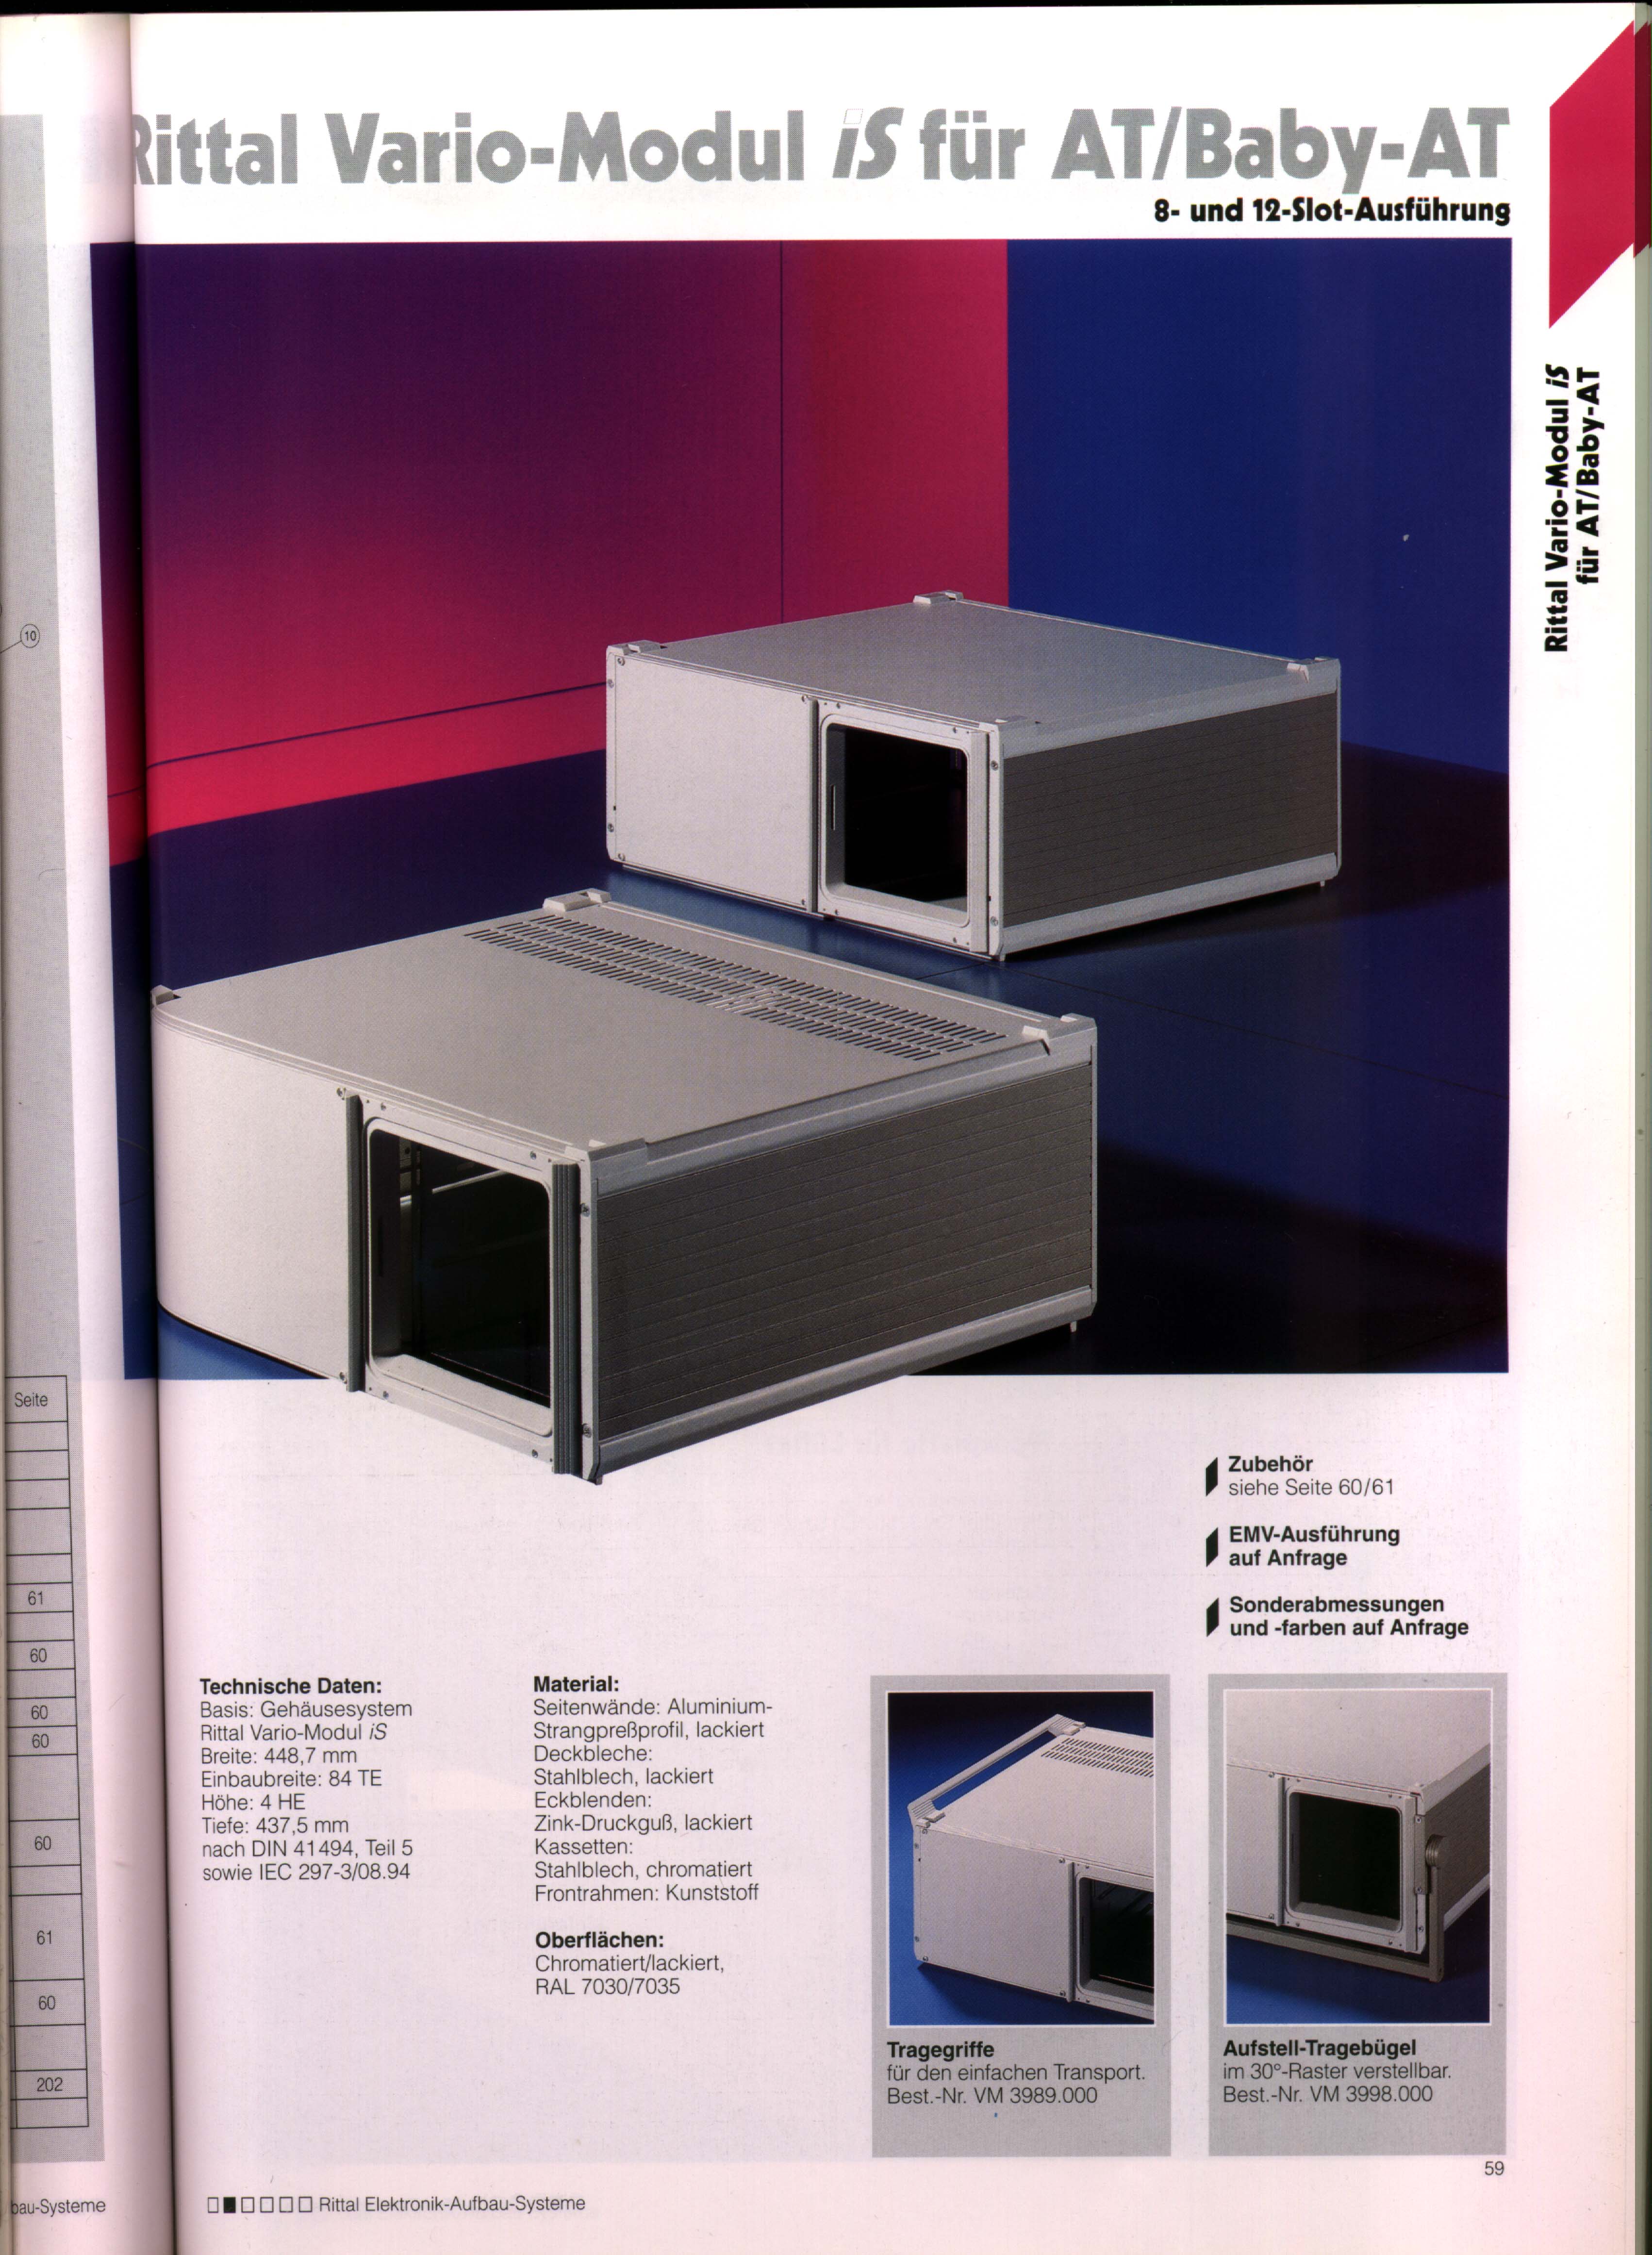 Rittal Vario-Modul iS für AT/Baby-AT
8- und 12-Slot-Ausführung
Rittal Vario-Modul iS
für AT/Baby-AT
10
Seite
61
60
60
60
60
61
60
202
bau-Systeme
Zubehör
siehe Seite 60/61
EMV-Ausführung
auf Anfrage
Sonderabmessungen
und -farben auf Anfrage
Technische Daten:
Basis: Gehäusesystem
Rittal Vario-Modul iS
Breite: 448,7 mm
Einbaubreite: 84 TE
Höhe: 4 HE
Tiefe: 437,5 mm
nach DIN 41494, Teil 5
sowie IEC 297-3/08.94
Material:
Seitenwände: Aluminium-
Strangpreßprofil, lackiert
Deckbleche:
Stahlblech, lackiert
Eckblenden:
Zink-Druckguß, lackiert
Kassetten:
Stahlblech, chromatiert
Frontrahmen: Kunststoff
Oberflächen:
Chromatiert/lackiert,
RAL 7030/7035
Tragegriffe
für den einfachen Transport.
Best.-Nr. VM 3989.000
Aufstell-Tragebügel
im 30°-Raster verstellbar.
Best.-Nr. VM 3998.000
59
Rittal Elektronik-Aufbau-Systeme